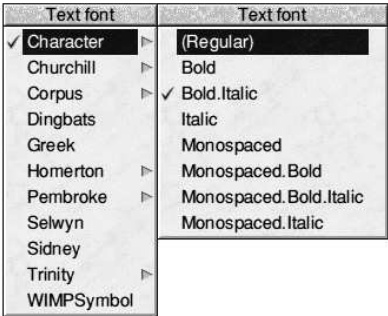 Text font
Character
Churchill
Corpus
Dingbats
Greek
Homerton
Pembroke
Selwyn
Sidney
Trinity
WIMPSymbol
Text font
(Regular)
Bold
Bold.Italic
Italic
Monospaced
Monospaced.Bold
Monospaced.Bold.Italic
Monospaced.Italic